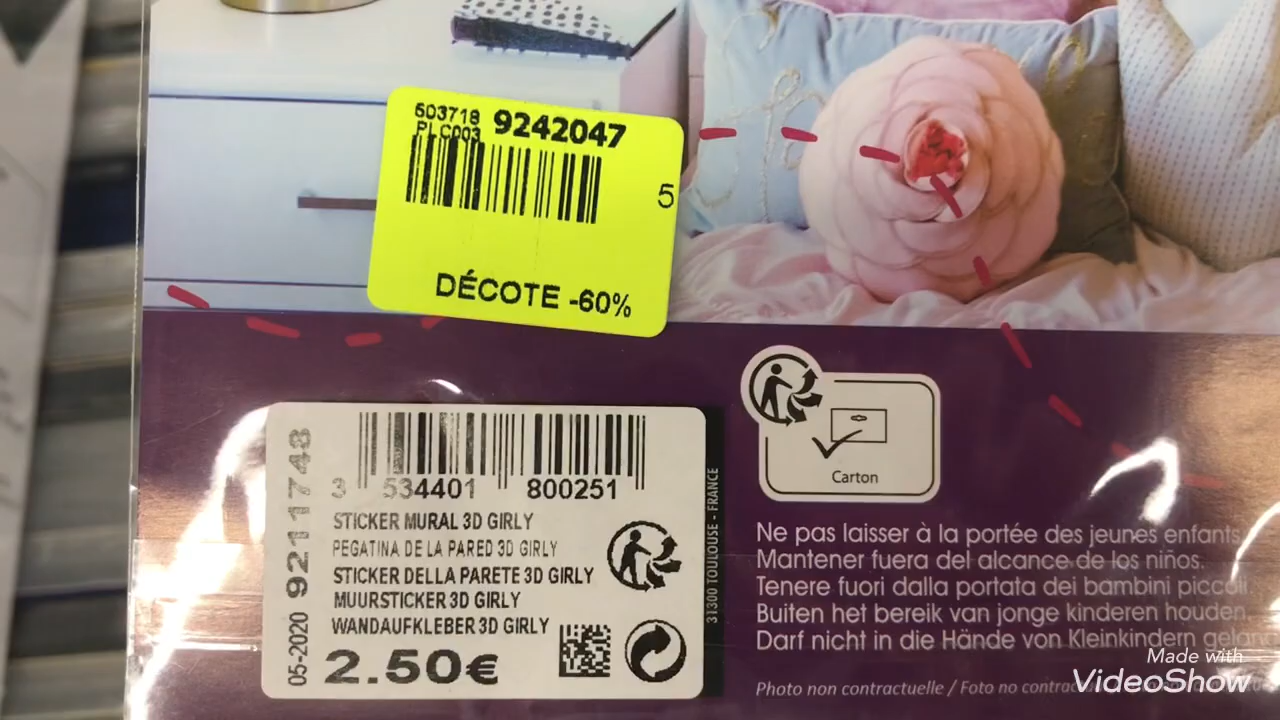 503718 9242047
PLC003
5
DÉCOTE -60%
3 534401 800251
STICKER MURAL 3D GIRLY
PEGATINA DE LA PARED 3D GIRLY
STICKER DELLA PARETE 3D GIRLY
MUURSTICKER 3D GIRLY
WANDAUFKLEBER 3D GIRLY
2.50€
05-2020 9211743
31300 TOULOUSE - FRANCE
Carton
Ne pas laisser à la portée des jeunes enfants
Mantener fuera del alcance de los niños.
Tenere fuori dalla portata dei bambini piccoli
Buiten het bereik van jonge kinderen houden.
Darf nicht in die Hände von Kleinkindern
Photo non contractuelle / Foto no
Made with
VideoShow